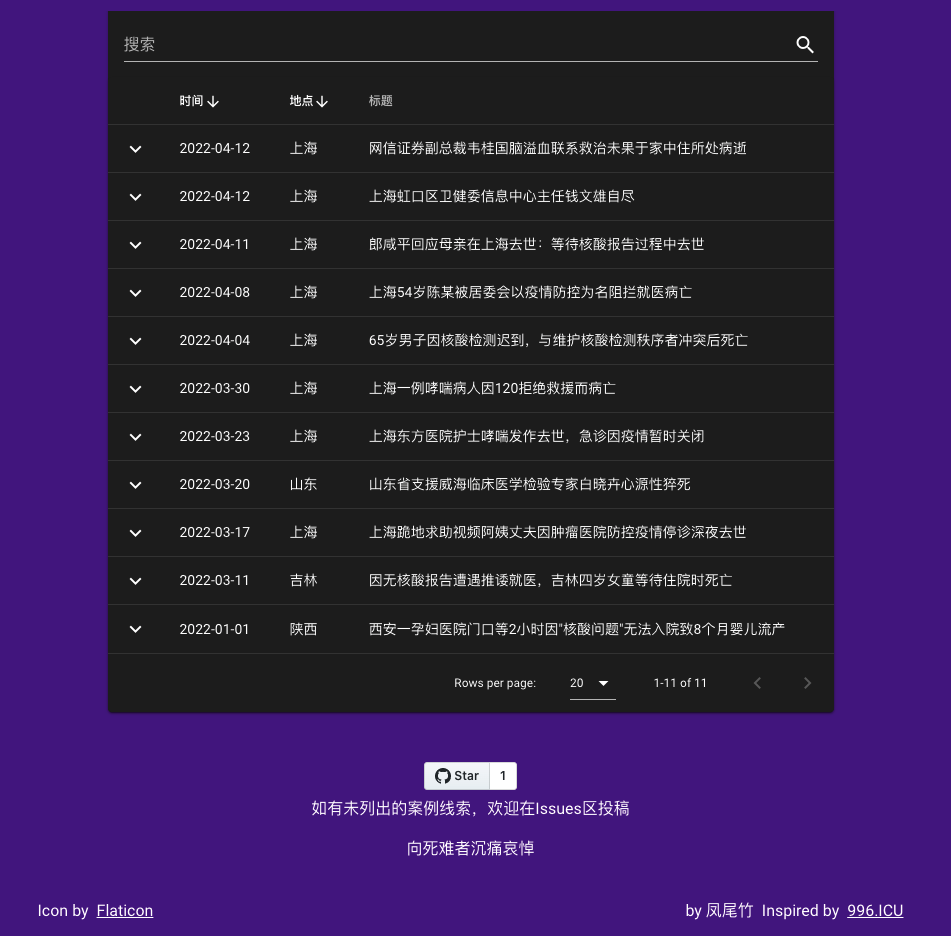 搜索
时间 地点 标题
2022-04-12 上海 网信证券副总裁韦桂国脑溢血联系救治未果于家中住所处病逝
2022-04-12 上海 上海虹口区卫健委信息中心主任钱文雄自尽
2022-04-11 上海 郎咸平回应母亲在上海去世：等待核酸报告过程中去世
2022-04-08 上海 上海54岁陈某被居委会以疫情防控为名阻拦就医病亡
2022-04-04 上海 65岁男子因核酸检测迟到，与维护核酸检测秩序者冲突后死亡
2022-03-30 上海 上海一例哮喘病人因120拒绝救援而病亡
2022-03-23 上海 上海东方医院护士哮喘发作去世，急诊因疫情暂时关闭
2022-03-20 山东 山东省支援威海临床医学检验专家白晓卉心源性猝死
2022-03-17 上海 上海跪地求助视频阿姨丈夫因肿瘤医院防控疫情停诊深夜去世
2022-03-11 吉林 因无核酸报告遭遇推诿就医，吉林四岁女童等待住院时死亡
2022-01-01 陕西 西安一孕妇医院门口等2小时因"核酸问题"无法入院致8个月婴儿流产
Rows per page: 20 1-11 of 11
Star 1
如有未列出的案例线索，欢迎在Issues区投稿
向死难者沉痛哀悼
Icon by Flaticon by 凤尾竹 Inspired by 996.ICU